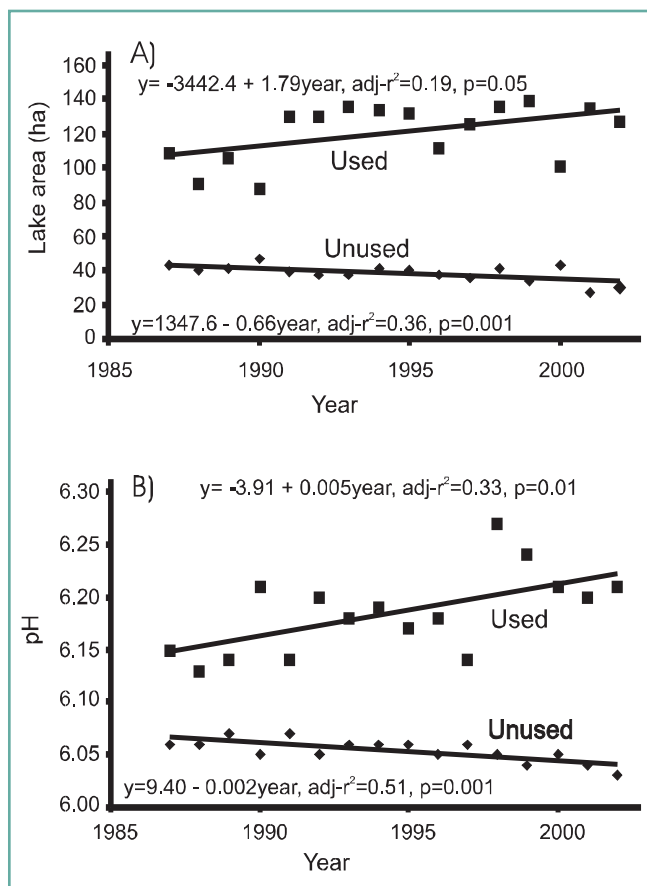 A)
y= -3442.4 + 1.79year, adj-r²=0.19, p=0.05
160
140
120
100
80
60
40
20
0
Lake area (ha)
Used
Unused
y=1347.6 - 0.66year, adj-r²=0.36, p=0.001
1985 1990 1995 2000
Year
B)
y= -3.91 + 0.005year, adj-r²=0.33, p=0.01
6.30
6.25
6.20
6.15
6.10
6.05
6.00
pH
Used
Unused
y=9.40 - 0.002year, adj-r²=0.51, p=0.001
1985 1990 1995 2000
Year